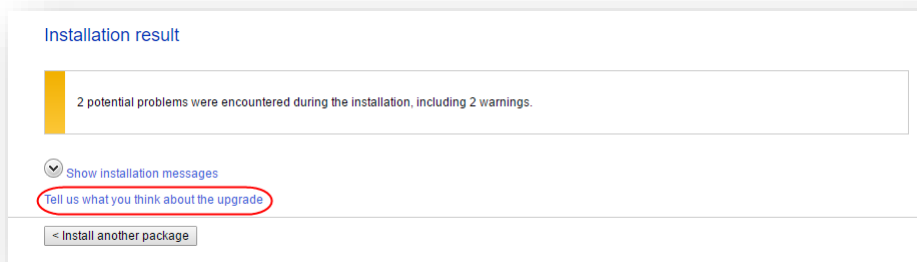 Installation result
2 potential problems were encountered during the installation, including 2 warnings.
Show installation messages
Tell us what you think about the upgrade
< Install another package